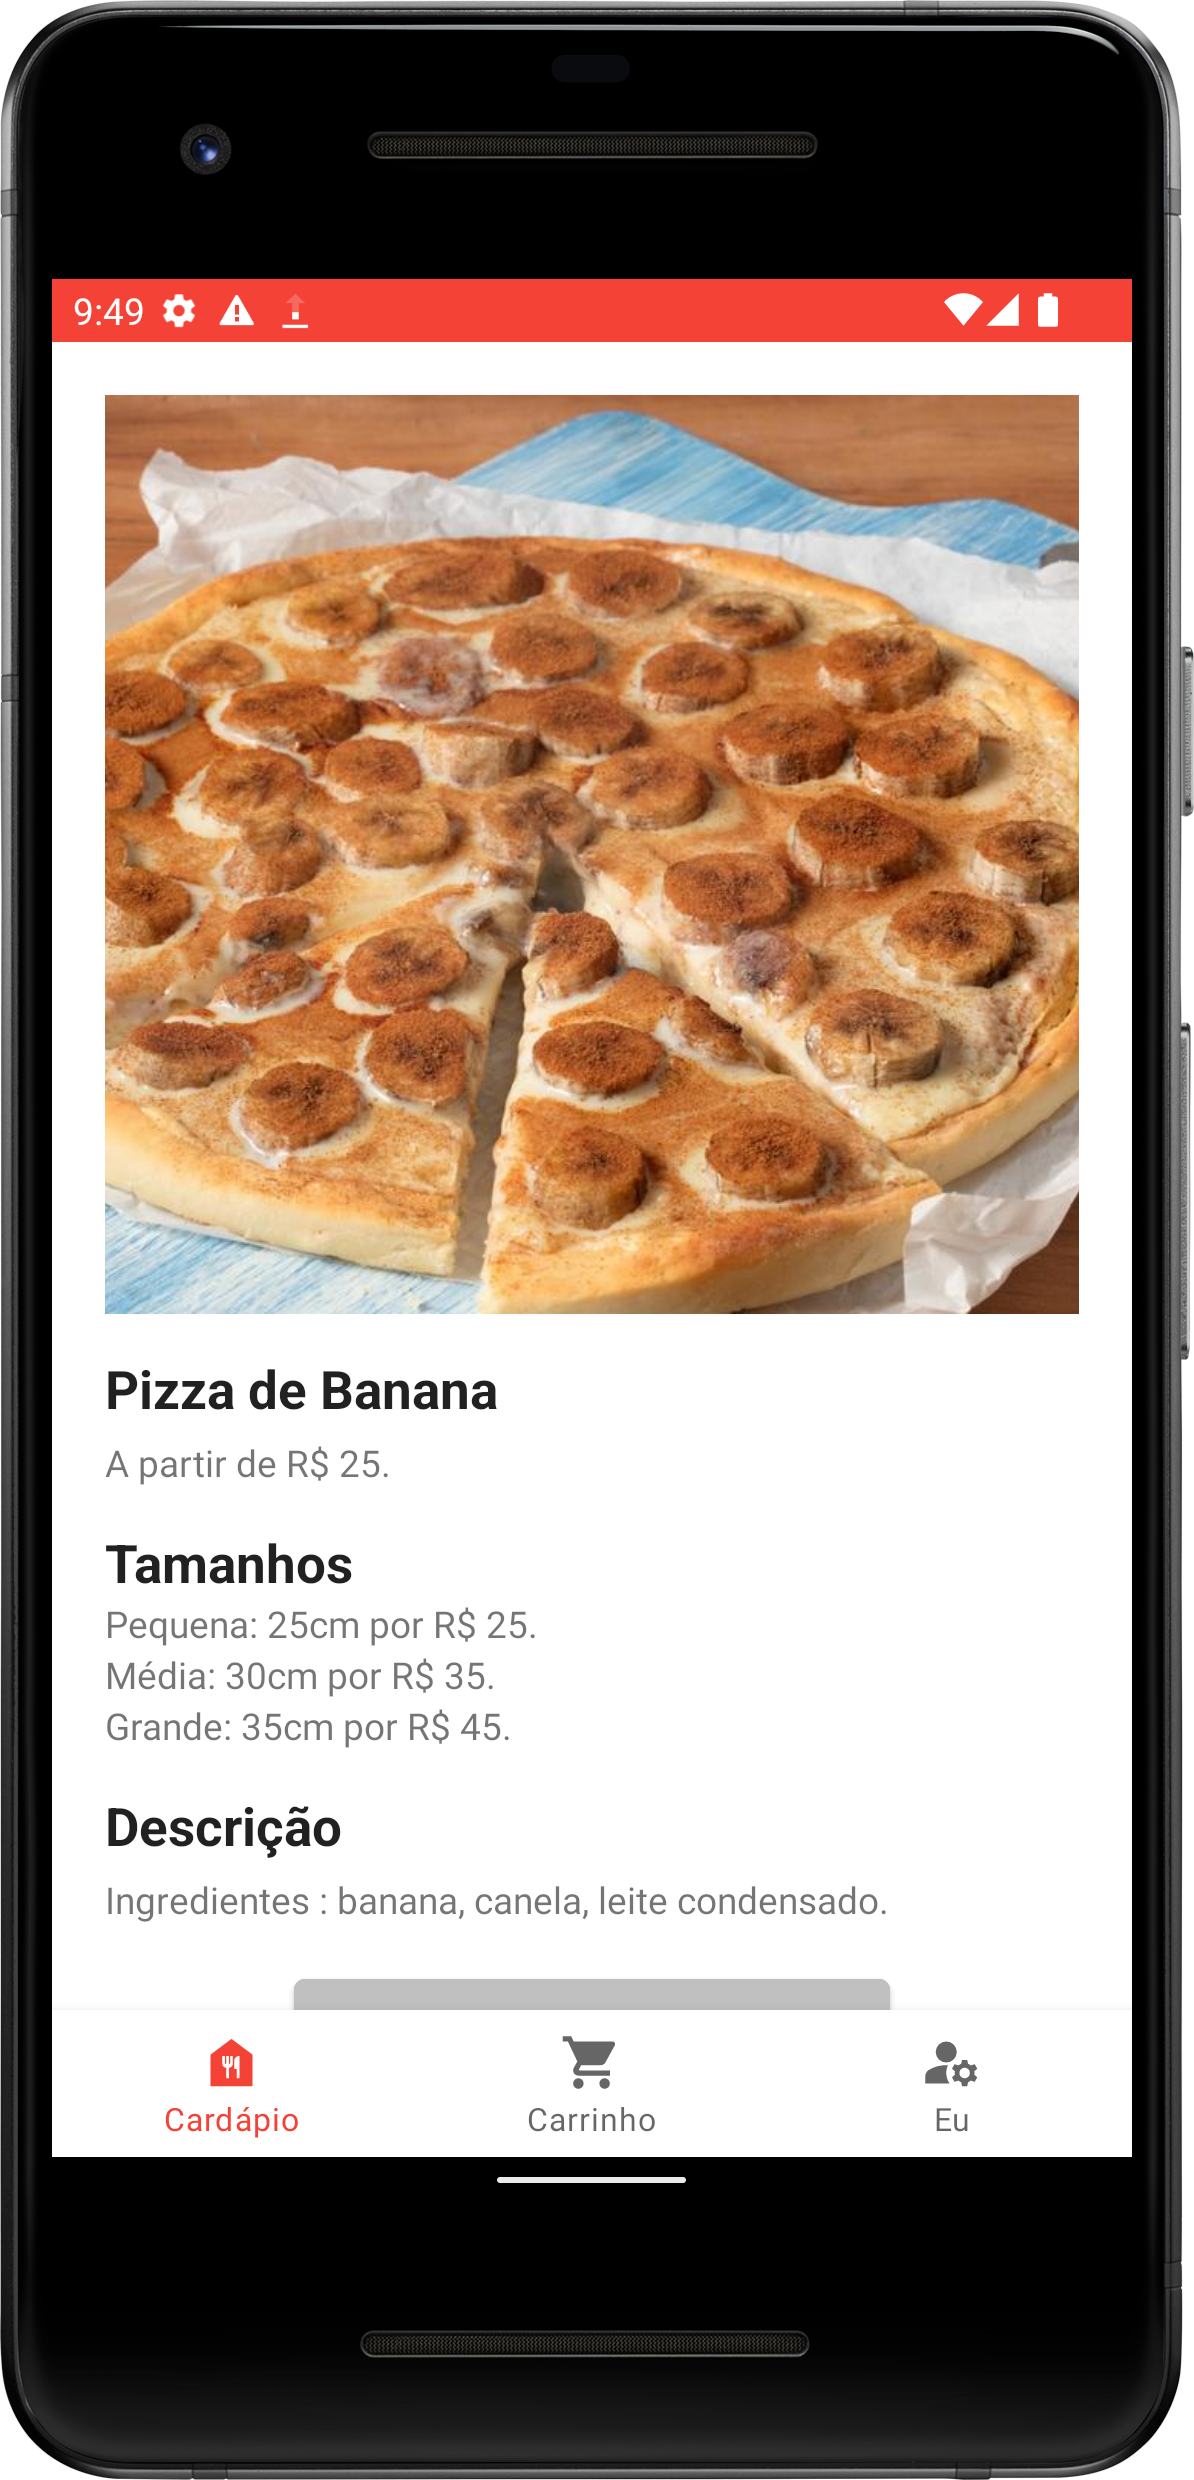 9:49
Pizza de Banana
A partir de R$ 25.
Tamanhos
Pequena: 25cm por R$ 25.
Média: 30cm por R$ 35.
Grande: 35cm por R$ 45.
Descrição
Ingredientes : banana, canela, leite condensado.
Cardápio
Carrinho
Eu